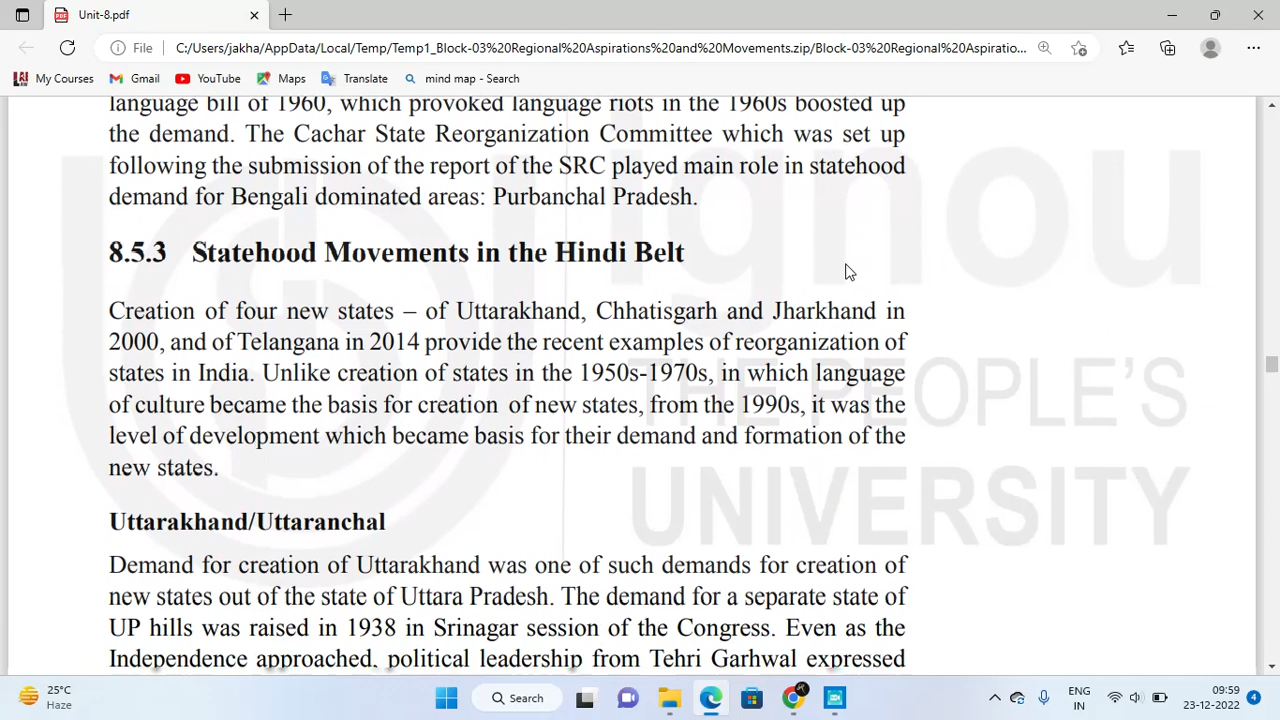 Unit-8.pdf
File
C:/Users/jakha/AppData/Local/Temp/Temp1_Block-03%20Regional%20Aspirations%20and%20Movements.zip/Block-03%20Regional%20Aspiratio...
My Courses
Gmail
YouTube
Maps
Translate
mind map - Search
language bill of 1960, which provoked language riots in the 1960s boosted up
the demand. The Cachar State Reorganization Committee which was set up
following the submission of the report of the SRC played main role in statehood
demand for Bengali dominated areas: Purbanchal Pradesh.
8.5.3 Statehood Movements in the Hindi Belt
Creation of four new states – of Uttarakhand, Chhatisgarh and Jharkhand in
2000, and of Telangana in 2014 provide the recent examples of reorganization of
states in India. Unlike creation of states in the 1950s-1970s, in which language
of culture became the basis for creation of new states, from the 1990s, it was the
level of development which became basis for their demand and formation of the
new states.
Uttarakhand/Uttaranchal
Demand for creation of Uttarakhand was one of such demands for creation of
new states out of the state of Uttara Pradesh. The demand for a separate state of
UP hills was raised in 1938 in Srinagar session of the Congress. Even as the
Independence approached, political leadership from Tehri Garhwal expressed
ignou
THE PEOPLE'S
UNIVERSITY
25°C
Haze
Search
ENG
IN
09:59
23-12-2022
4